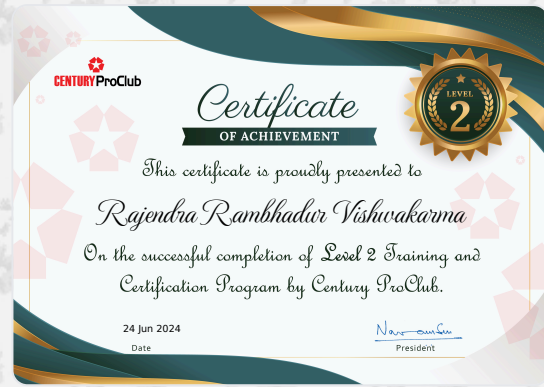 CENTURY ProClub
Certificate
OF ACHIEVEMENT
LEVEL
2
This certificate is proudly presented to
Rajendra Rambhadur Vishwakarma
On the successful completion of Level 2 Training and
Certification Program by Century ProClub.
24 Jun 2024
Date
President